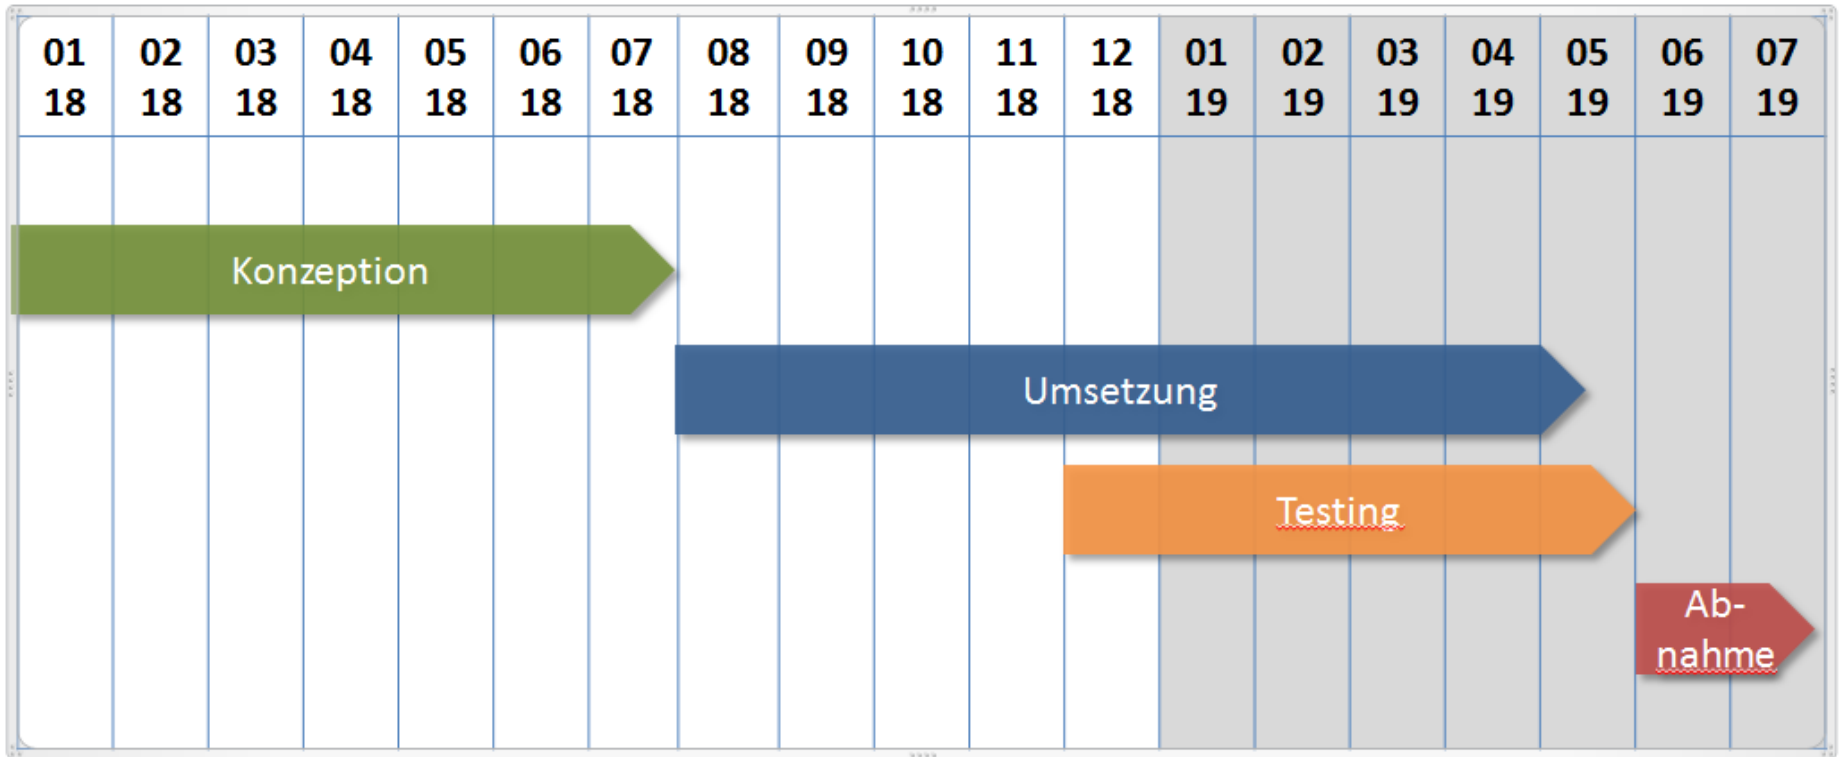 01 02 03 04 05 06 07 08 09 10 11 12 01 02 03 04 05 06 07
18 18 18 18 18 18 18 18 18 18 18 18 19 19 19 19 19 19 19
Konzeption
Umsetzung
Testing
Ab-
nahme